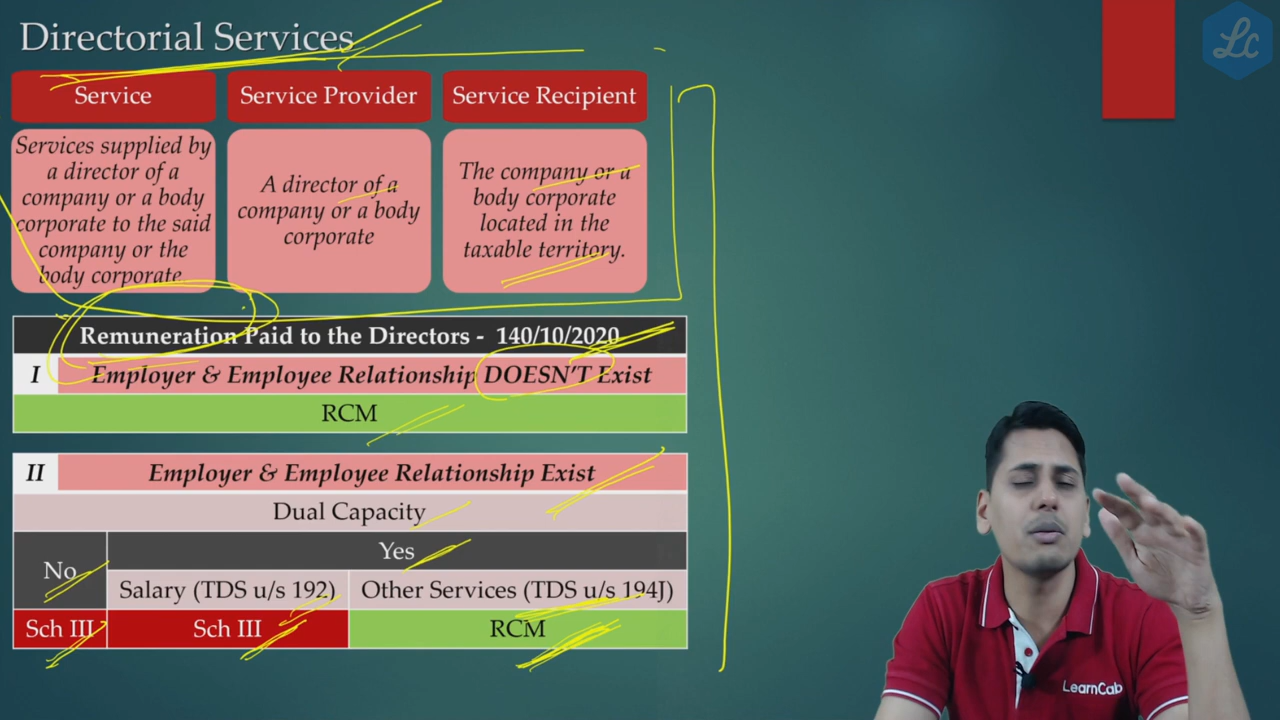 Directorial Services
Lc
Service
Service Provider
Service Recipient
Services supplied by
a director of a
company or a body
corporate to the said
company or the
body corporate
A director of a
company or a body
corporate
The company or a
body corporate
located in the
taxable territory.
Remuneration Paid to the Directors - 140/10/2020
I
Employer & Employee Relationship DOESN'T Exist
RCM
II
Employer & Employee Relationship Exist
Dual Capacity
No
Yes
Salary (TDS u/s 192)
Other Services (TDS u/s 194J)
Sch III
Sch III
RCM
LearnCab